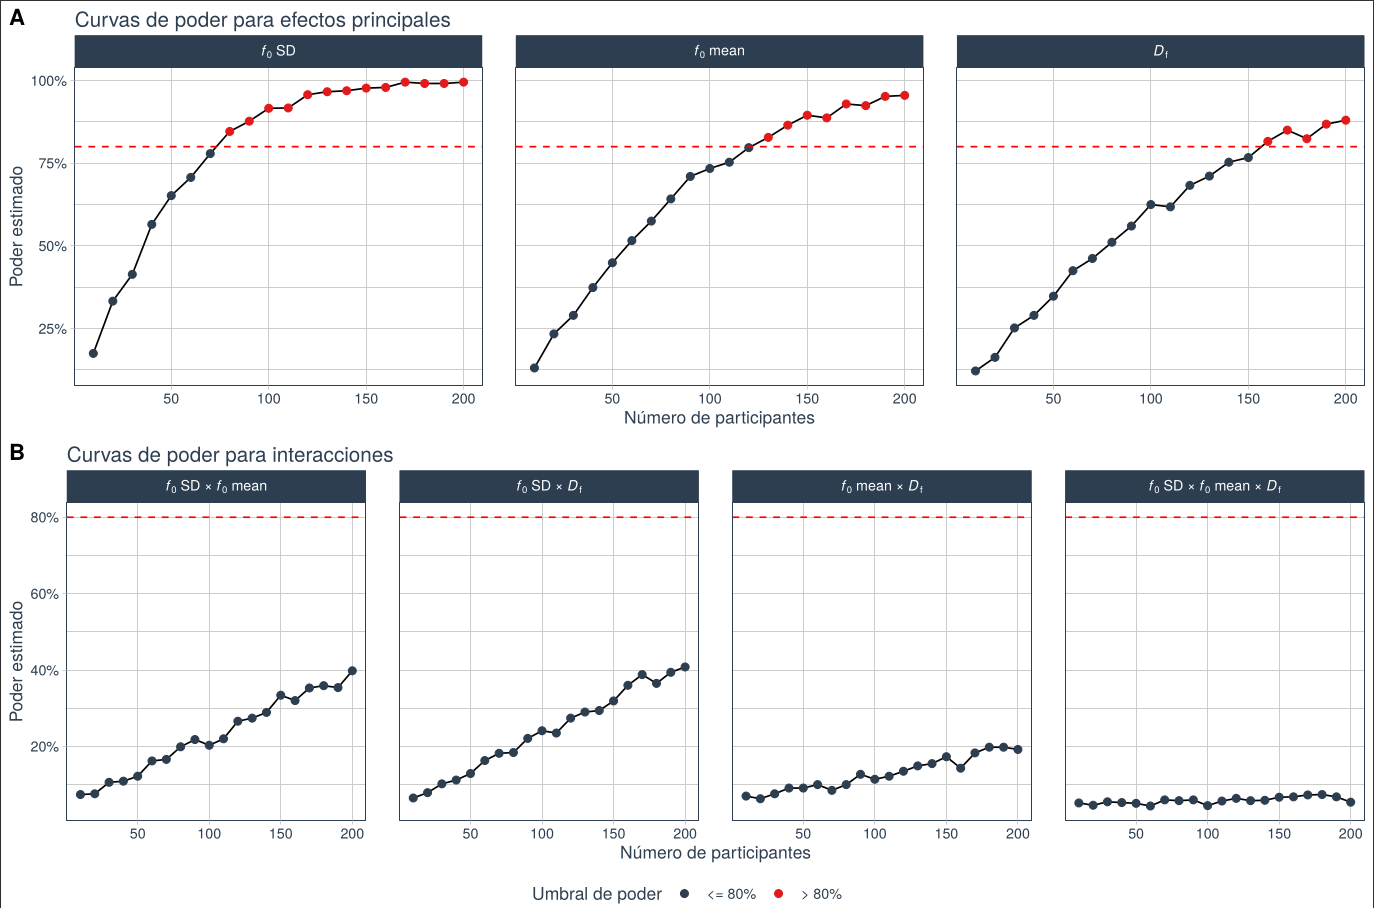 A
Curvas de poder para efectos principales
f0 SD
f0 mean
Df
Poder estimado
100%
75%
50%
25%
50 100 150 200
50 100 150 200
50 100 150 200
Número de participantes
B
Curvas de poder para interacciones
f0 SD × f0 mean
f0 SD × Df
f0 mean × Df
f0 SD × f0 mean × Df
Poder estimado
80%
60%
40%
20%
50 100 150 200
50 100 150 200
50 100 150 200
50 100 150 200
Número de participantes
Umbral de poder <= 80% > 80%